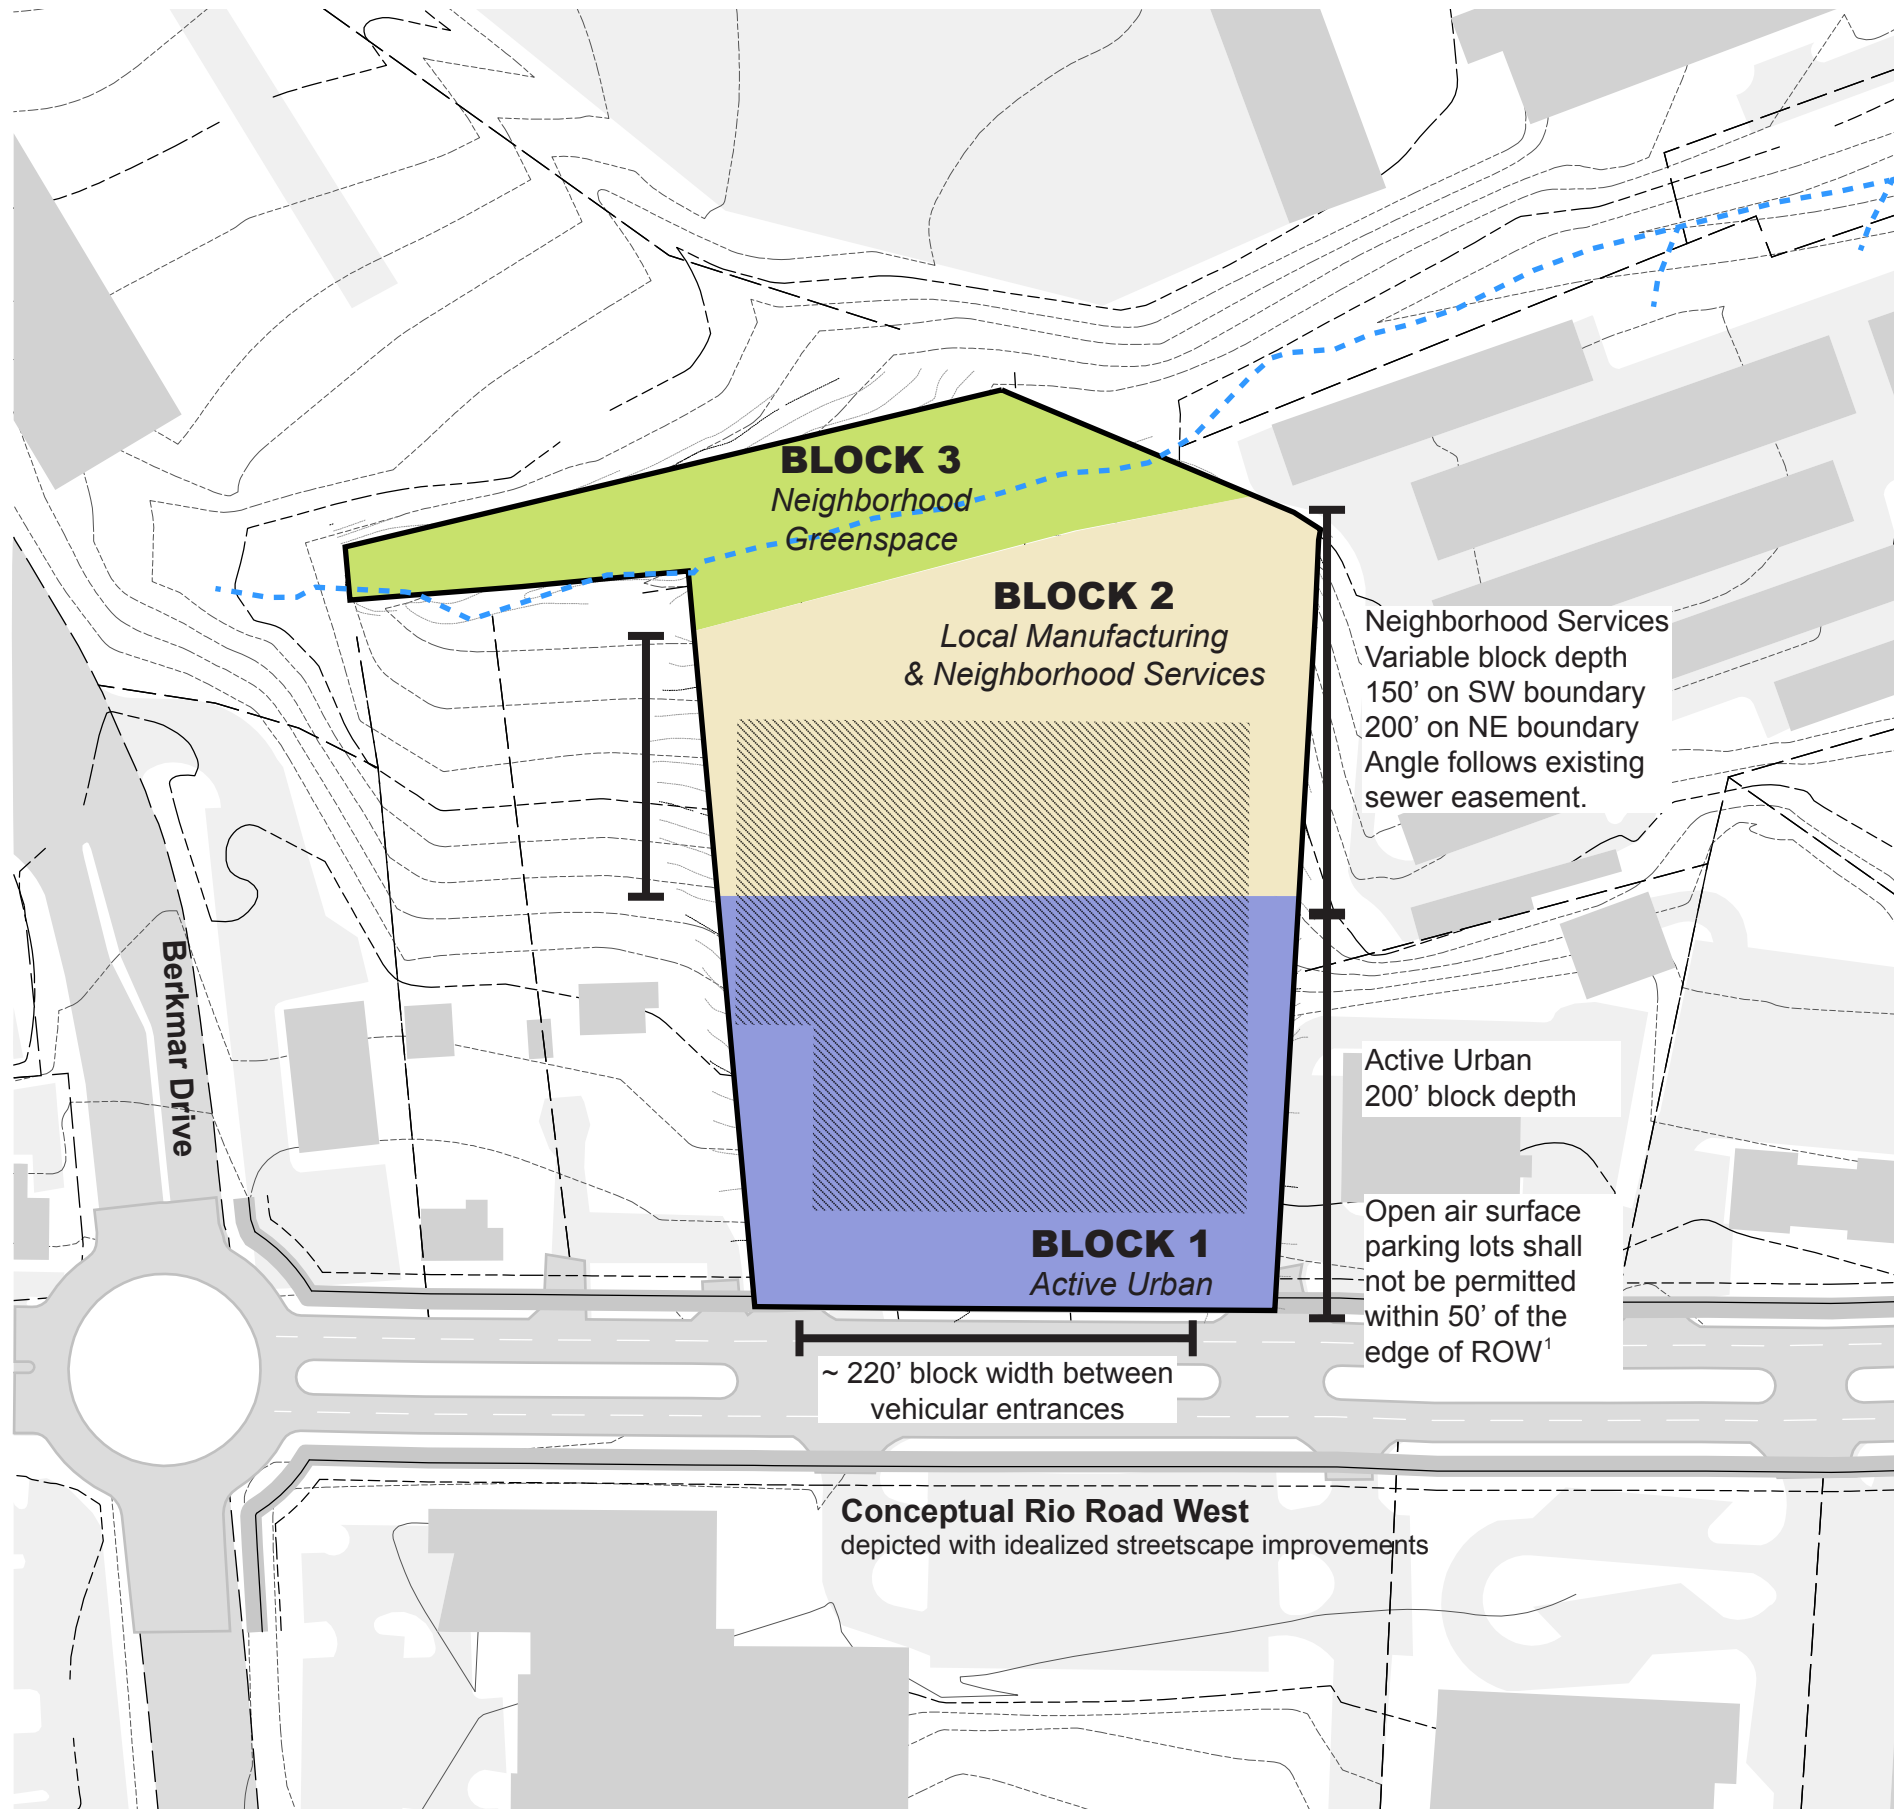 BLOCK 3
Neighborhood
Greenspace
BLOCK 2
Local Manufacturing
& Neighborhood Services
Neighborhood Services
Variable block depth
150’ on SW boundary
200’ on NE boundary
Angle follows existing
sewer easement.
Berkmar Drive
Active Urban
200’ block depth
Open air surface
parking lots shall
not be permitted
within 50’ of the
edge of ROW¹
BLOCK 1
Active Urban
~ 220’ block width between
vehicular entrances
Conceptual Rio Road West
depicted with idealized streetscape improvements